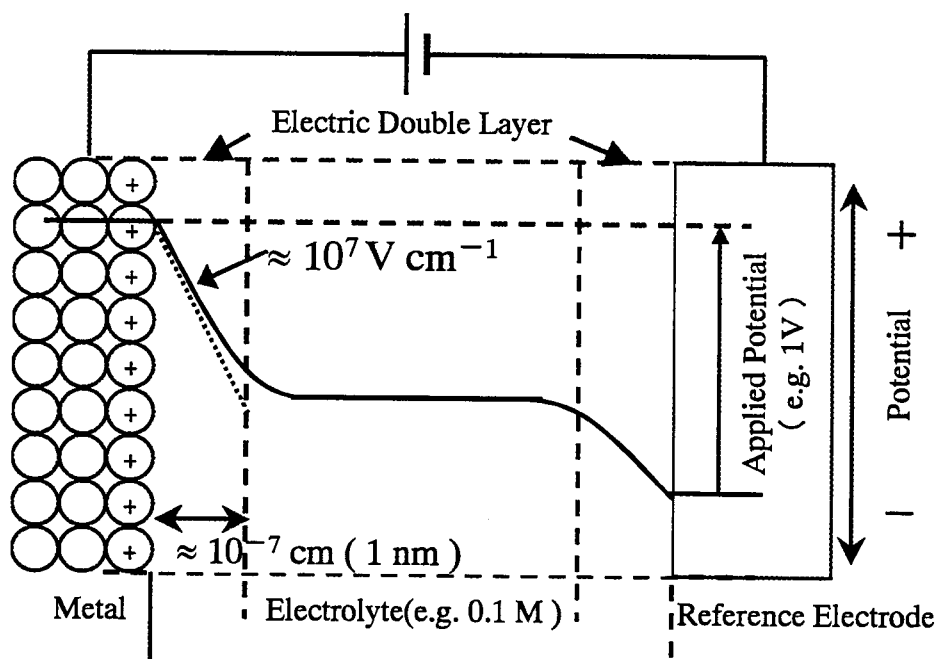 Electric Double Layer
+
+
≈ 10⁷ V cm⁻¹
+
+
+
+
+
+
+
+
≈ 10⁻⁷ cm ( 1 nm )
Applied Potential
( e.g. 1V )
+
Potential
−
Metal
Electrolyte(e.g. 0.1 M )
Reference Electrode